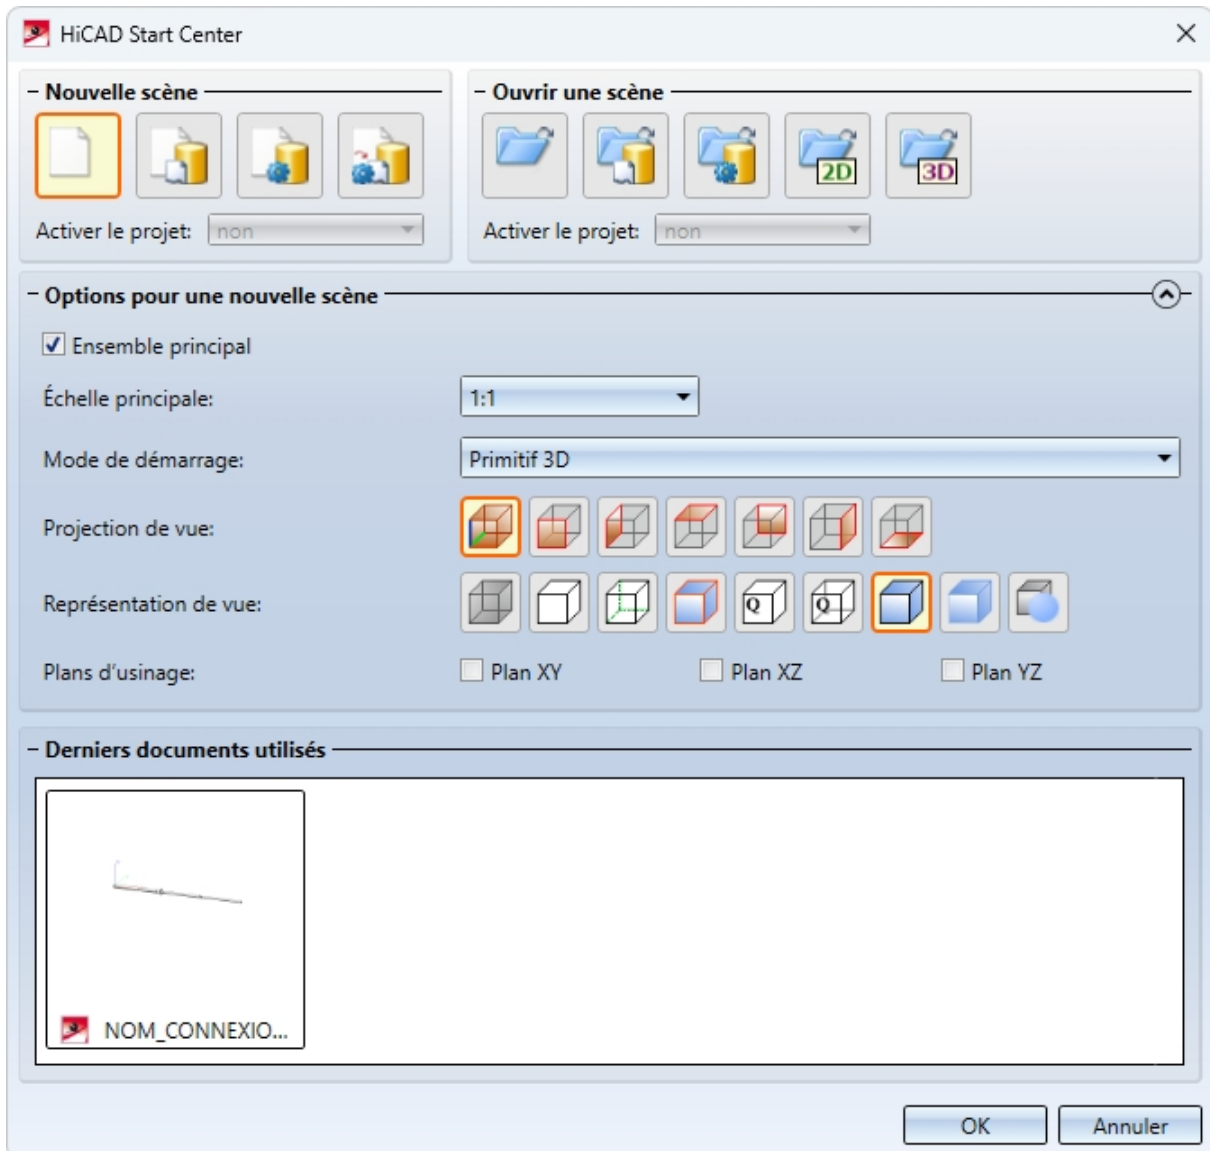 HiCAD Start Center
Nouvelle scène
Ouvrir une scène
2D
3D
Activer le projet: non
Activer le projet: non
Options pour une nouvelle scène
Ensemble principal
Échelle principale: 1:1
Mode de démarrage: Primitif 3D
Projection de vue:
Représentation de vue:
Q
Q
Plans d'usinage: Plan XY Plan XZ Plan YZ
Derniers documents utilisés
NOM_CONNEXIO...
OK Annuler